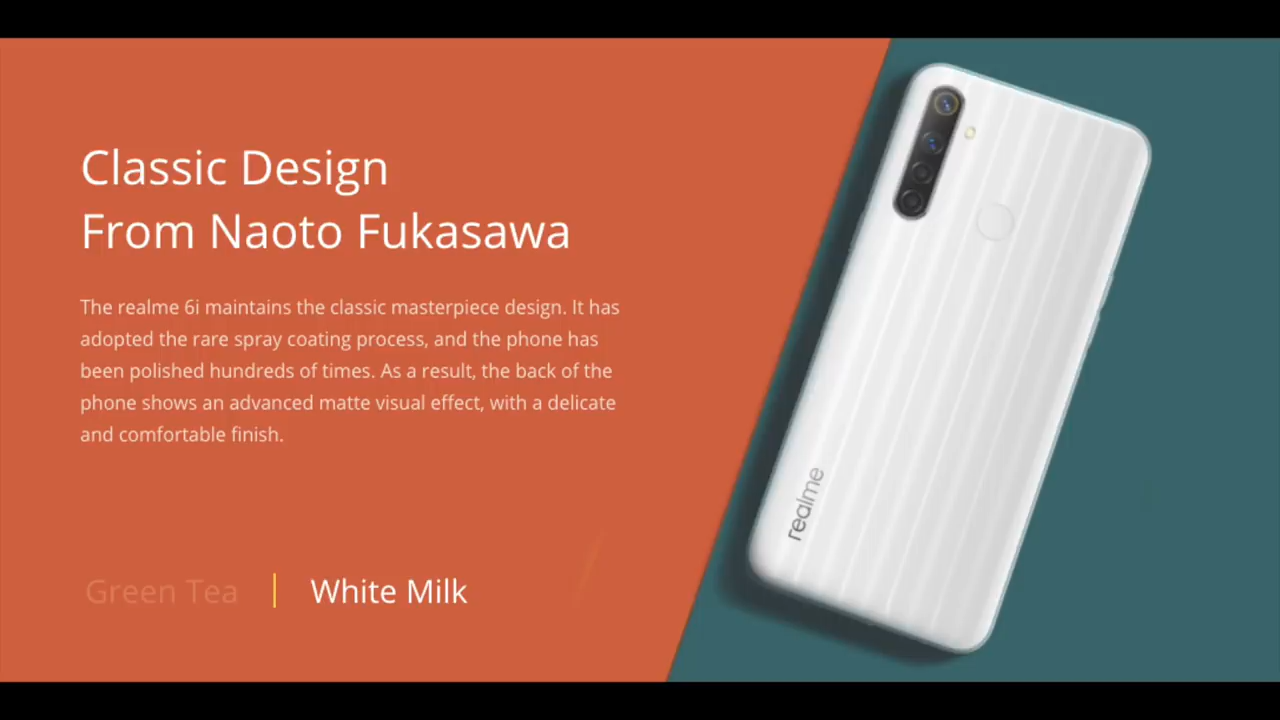 Classic Design
From Naoto Fukasawa
The realme 6i maintains the classic masterpiece design. It has
adopted the rare spray coating process, and the phone has
been polished hundreds of times. As a result, the back of the
phone shows an advanced matte visual effect, with a delicate
and comfortable finish.
Green Tea | White Milk
realme